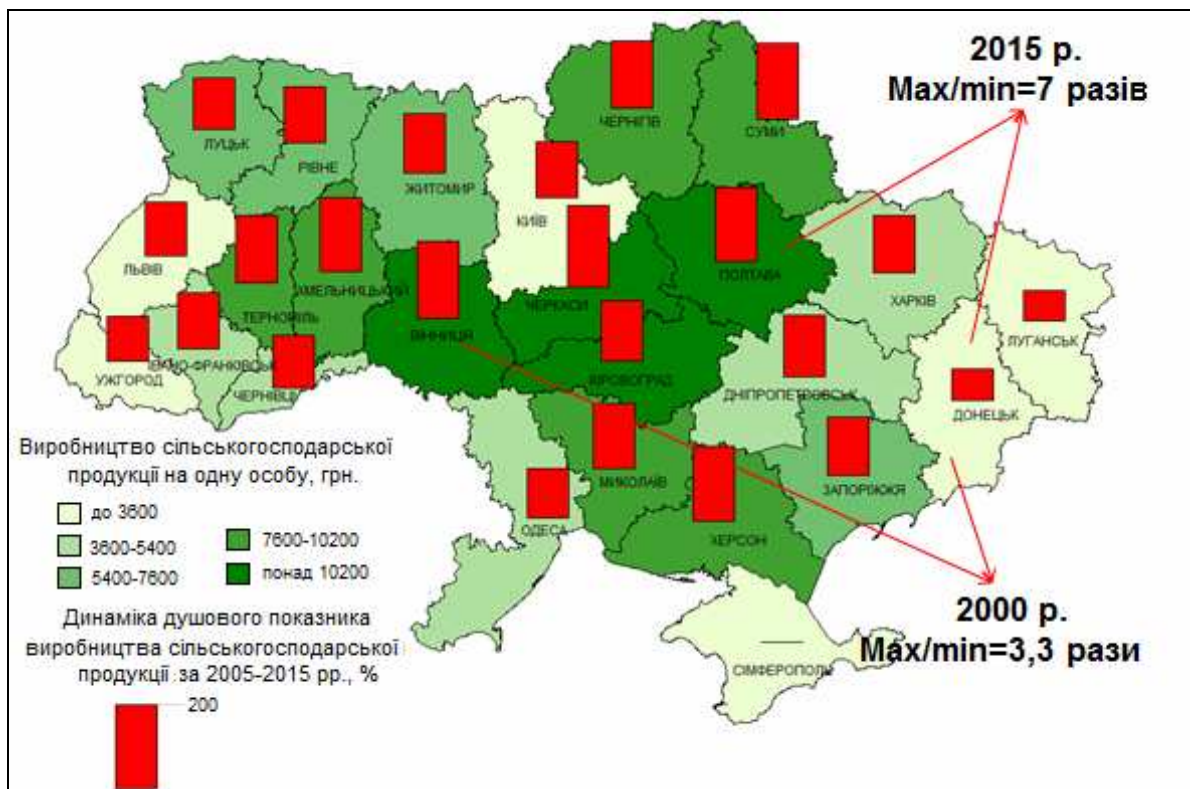 2015 р.
Max/min=7 разів
ЧЕРНІГІВ
СУМИ
ЛУЦЬК
РІВНЕ
ЖИТОМИР
КИЇВ
ЛЬВІВ
ПОЛТАВА
ХАРКІВ
ХМЕЛЬНИЦЬКИЙ
ТЕРНОПІЛЬ
ЧЕРКАСИ
ВІННИЦЯ
ЛУГАНСЬК
ІВАНО-ФРАНКІВСЬК
УЖГОРОД
КІРОВОГРАД
ЧЕРНІВЦІ
ДНІПРОПЕТРОВСЬК
ДОНЕЦЬК
Виробництво сільськогосподарської
продукції на одну особу, грн.
до 3600
3600-5400
5400-7600
7600-10200
понад 10200
МИКОЛАЇВ
ЗАПОРІЖЖЯ
ОДЕСА
ХЕРСОН
Динаміка душового показника
виробництва сільськогосподарської
продукції за 2005-2015 рр., %
200
2000 р.
Max/min=3,3 рази
СІМФЕРОПОЛЬ